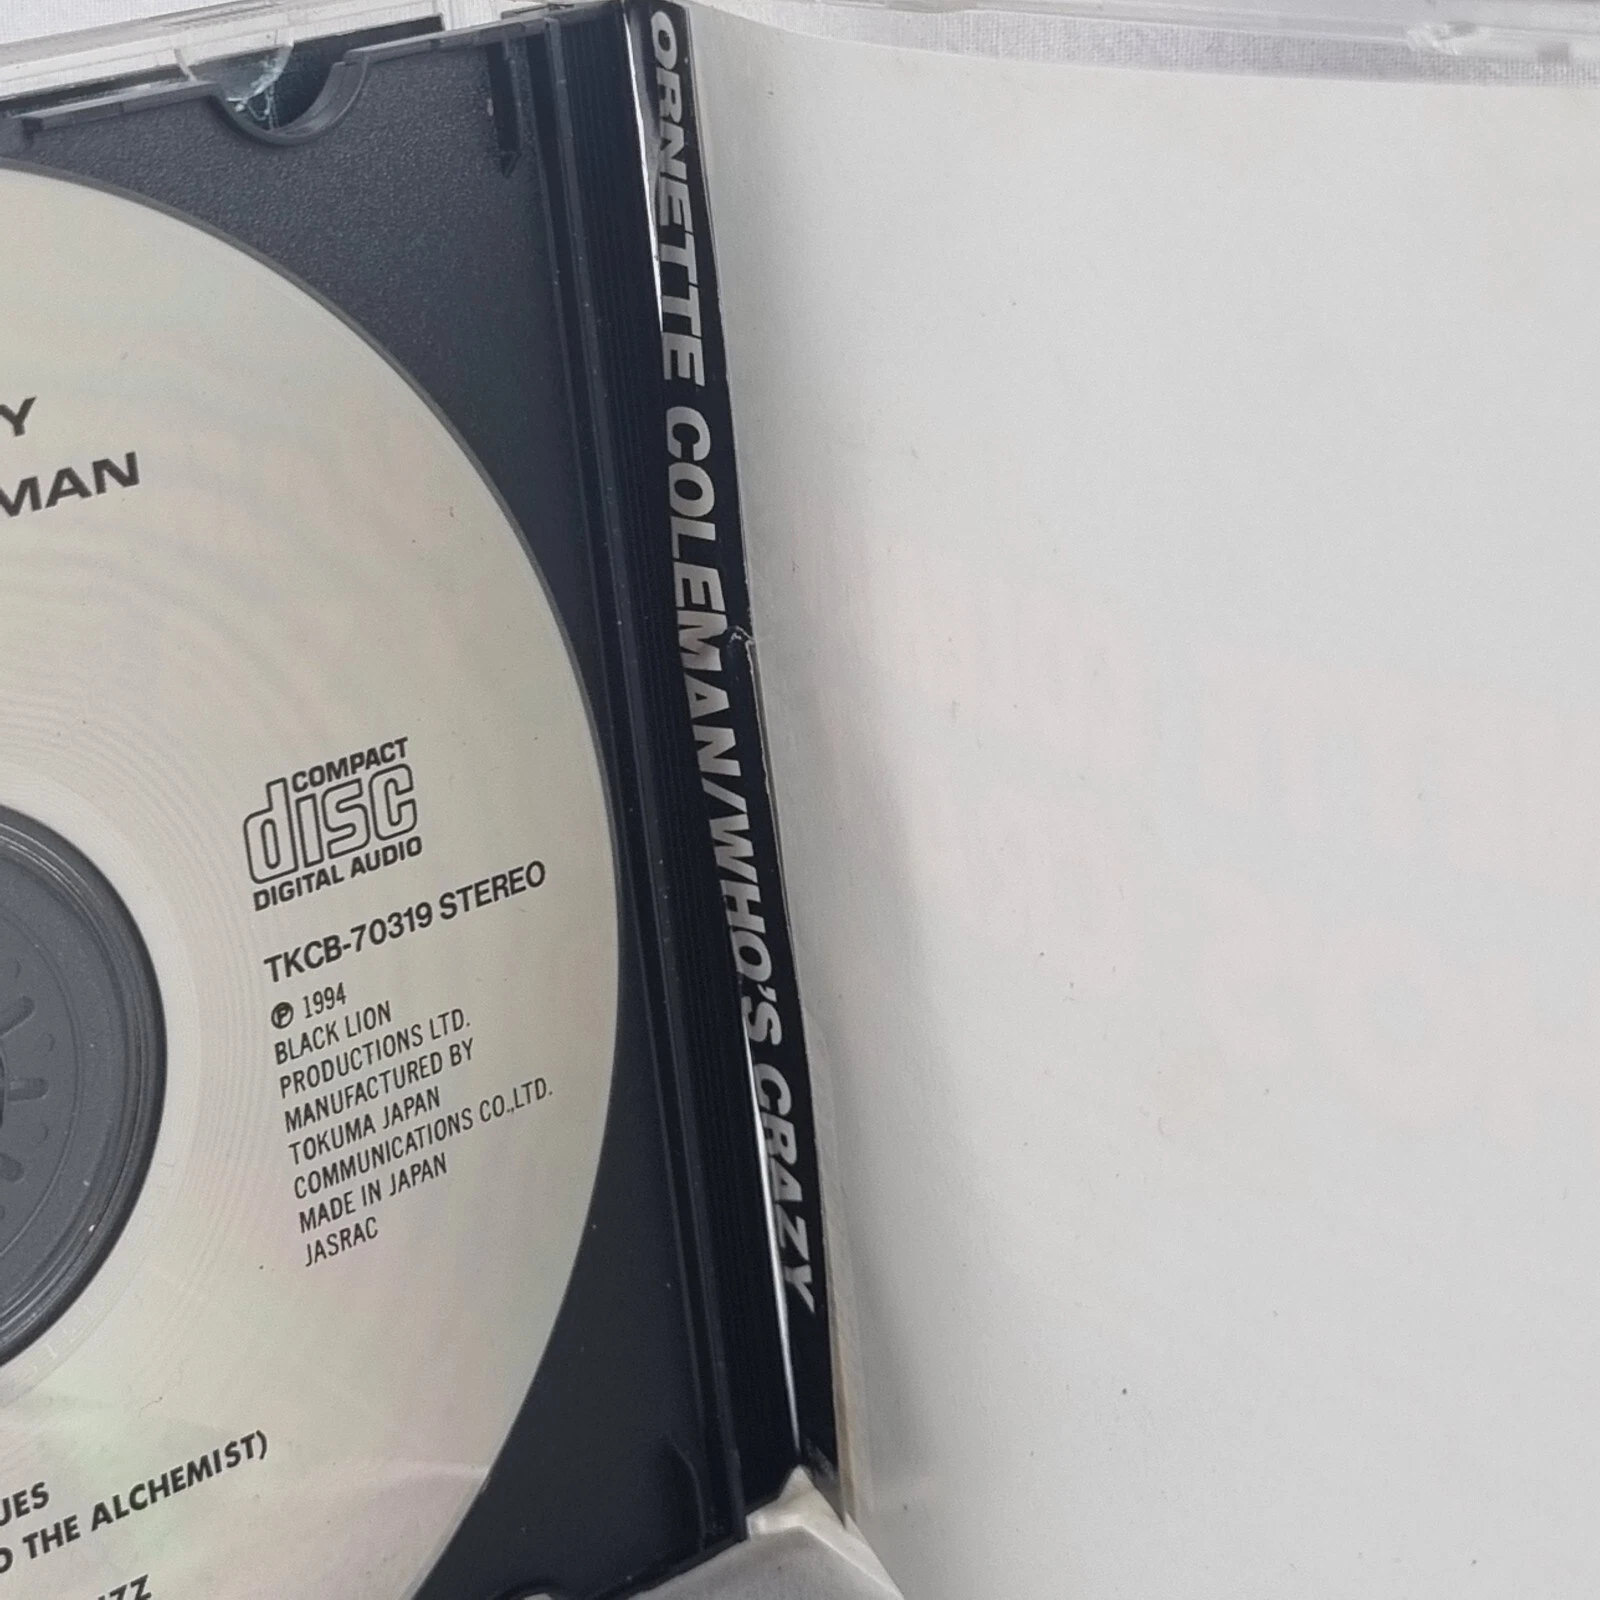 ORNETTE COLEMAN/WHO'S CRAZY
Y
MAN
COMPACT
disc
DIGITAL AUDIO
TKCB-70319 STEREO
Ⓟ 1994
BLACK LION
PRODUCTIONS LTD.
MANUFACTURED BY
TOKUMA JAPAN
COMMUNICATIONS CO.,LTD.
MADE IN JAPAN
JASRAC
UES
O THE ALCHEMIST)
ZZ